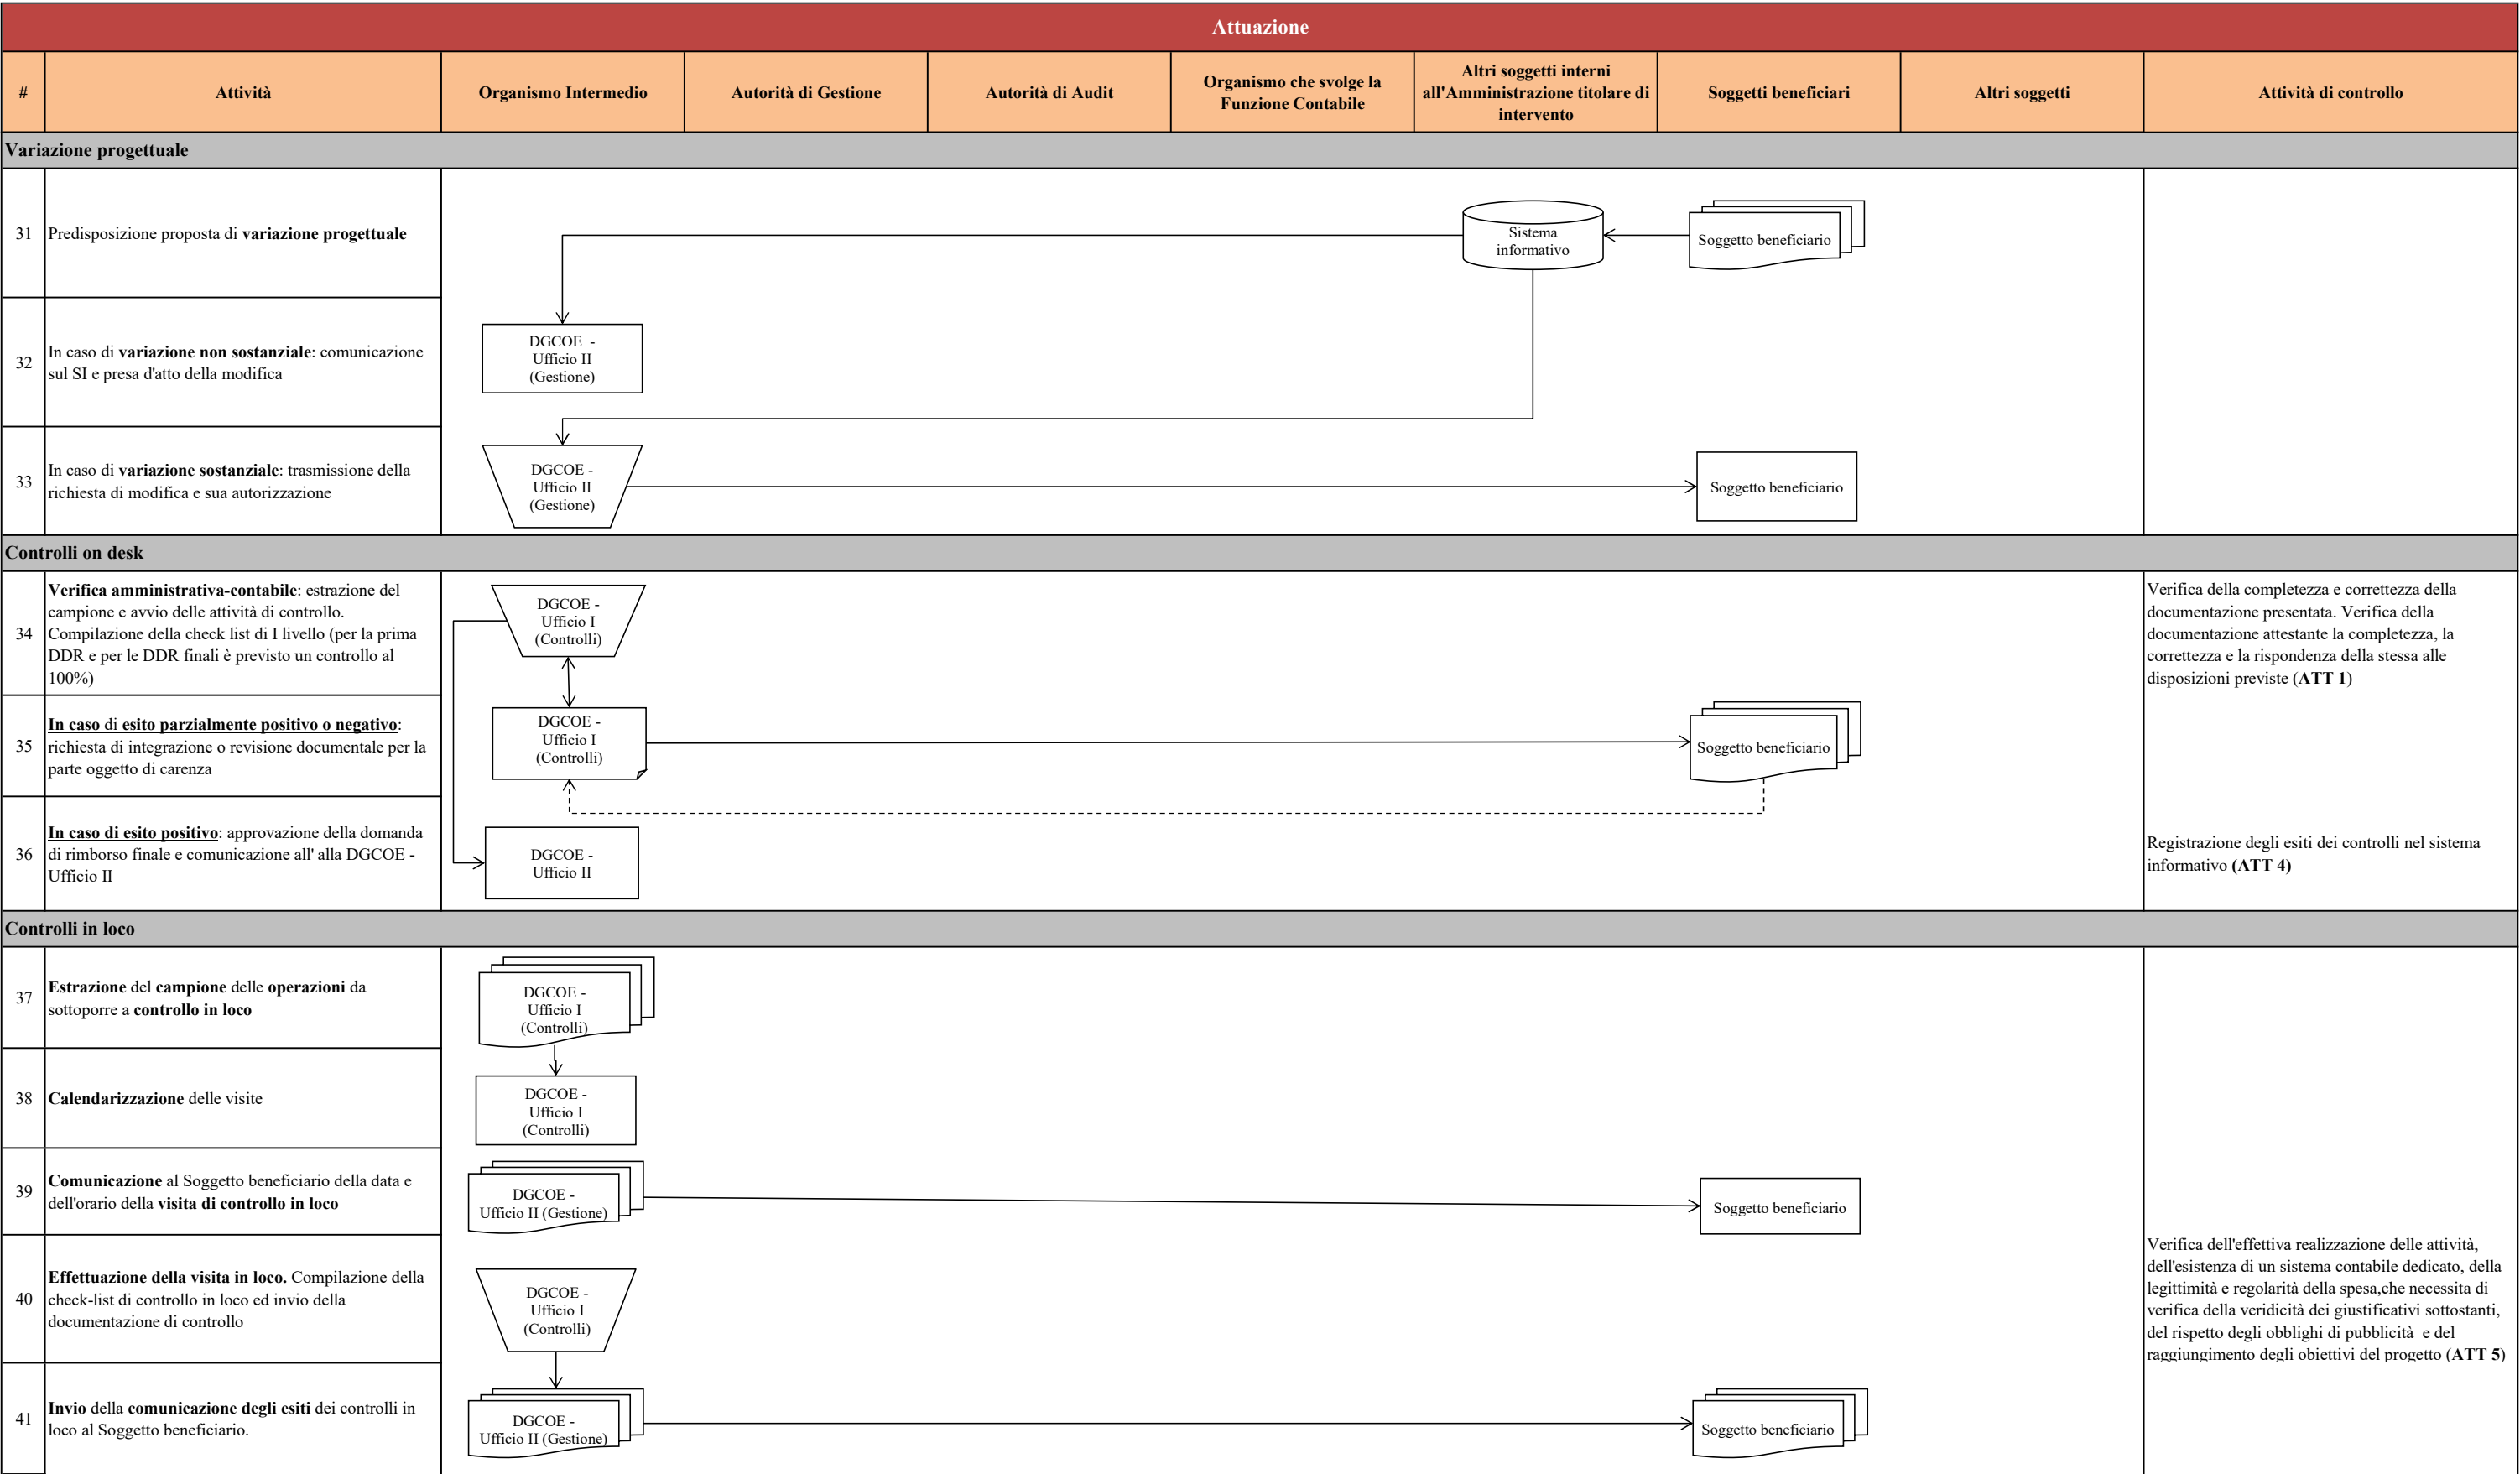 Attuazione
#
Attività
Organismo Intermedio
Autorità di Gestione
Autorità di Audit
Organismo che svolge la
Funzione Contabile
Altri soggetti interni
all'Amministrazione titolare di
intervento
Soggetti beneficiari
Altri soggetti
Attività di controllo
Variazione progettuale
31
Predisposizione proposta di variazione progettuale
Sistema
informativo
Soggetto beneficiario
32
In caso di variazione non sostanziale: comunicazione
sul SI e presa d'atto della modifica
DGCOE -
Ufficio II
(Gestione)
33
In caso di variazione sostanziale: trasmissione della
richiesta di modifica e sua autorizzazione
DGCOE -
Ufficio II
(Gestione)
Soggetto beneficiario
Controlli on desk
34
Verifica amministrativa-contabile: estrazione del
campione e avvio delle attività di controllo.
Compilazione della check list di I livello (per la prima
DDR e per le DDR finali è previsto un controllo al
100%)
DGCOE -
Ufficio I
(Controlli)
Verifica della completezza e correttezza della
documentazione presentata. Verifica della
documentazione attestante la completezza, la
correttezza e la rispondenza della stessa alle
disposizioni previste (ATT 1)
35
In caso di esito parzialmente positivo o negativo:
richiesta di integrazione o revisione documentale per la
parte oggetto di carenza
DGCOE -
Ufficio I
(Controlli)
Soggetto beneficiario
36
In caso di esito positivo: approvazione della domanda
di rimborso finale e comunicazione all' alla DGCOE -
Ufficio II
DGCOE -
Ufficio II
Registrazione degli esiti dei controlli nel sistema
informativo (ATT 4)
Controlli in loco
37
Estrazione del campione delle operazioni da
sottoporre a controllo in loco
DGCOE -
Ufficio I
(Controlli)
38
Calendarizzazione delle visite
DGCOE -
Ufficio I
(Controlli)
39
Comunicazione al Soggetto beneficiario della data e
dell'orario della visita di controllo in loco
DGCOE -
Ufficio II (Gestione)
Soggetto beneficiario
40
Effettuazione della visita in loco. Compilazione della
check-list di controllo in loco ed invio della
documentazione di controllo
DGCOE -
Ufficio I
(Controlli)
Verifica dell'effettiva realizzazione delle attività,
dell'esistenza di un sistema contabile dedicato, della
legittimità e regolarità della spesa,che necessita di
verifica della veridicità dei giustificativi sottostanti,
del rispetto degli obblighi di pubblicità e del
raggiungimento degli obiettivi del progetto (ATT 5)
41
Invio della comunicazione degli esiti dei controlli in
loco al Soggetto beneficiario.
DGCOE -
Ufficio II (Gestione)
Soggetto beneficiario